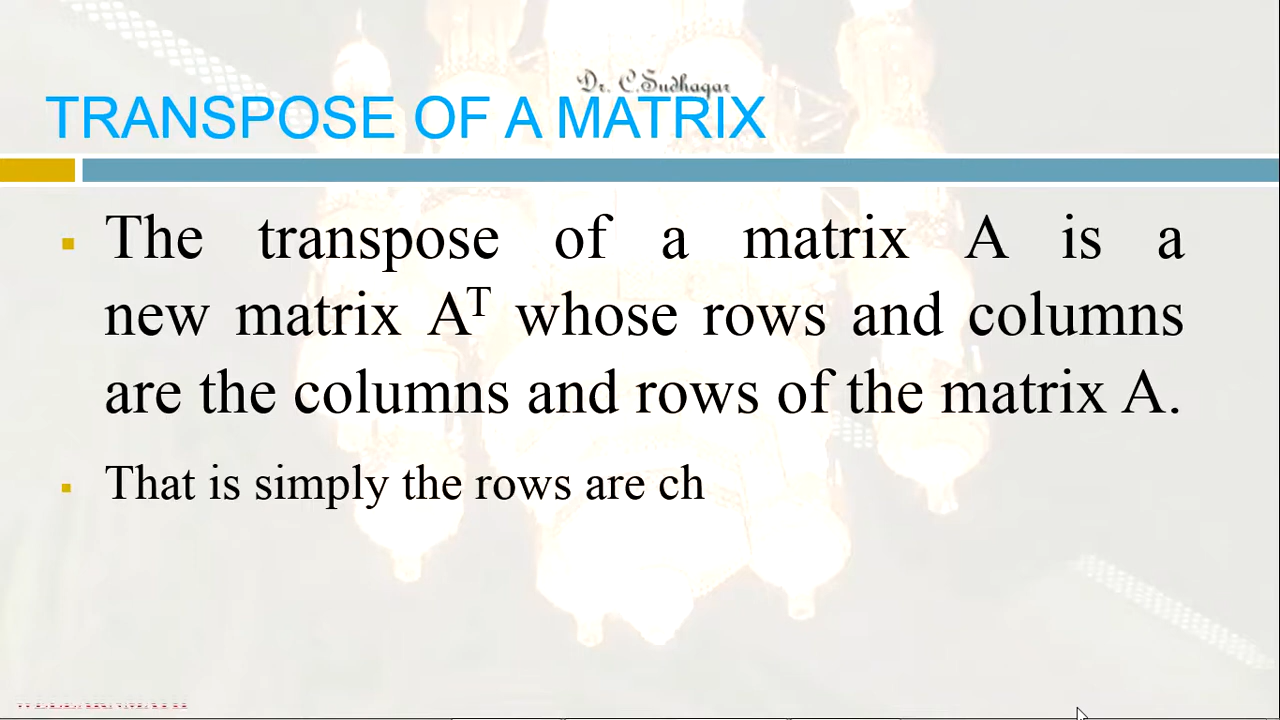 Dr. C.Sudhagar
TRANSPOSE OF A MATRIX
▪ The transpose of a matrix A is a
new matrix Aᵀ whose rows and columns
are the columns and rows of the matrix A.
▪ That is simply the rows are ch